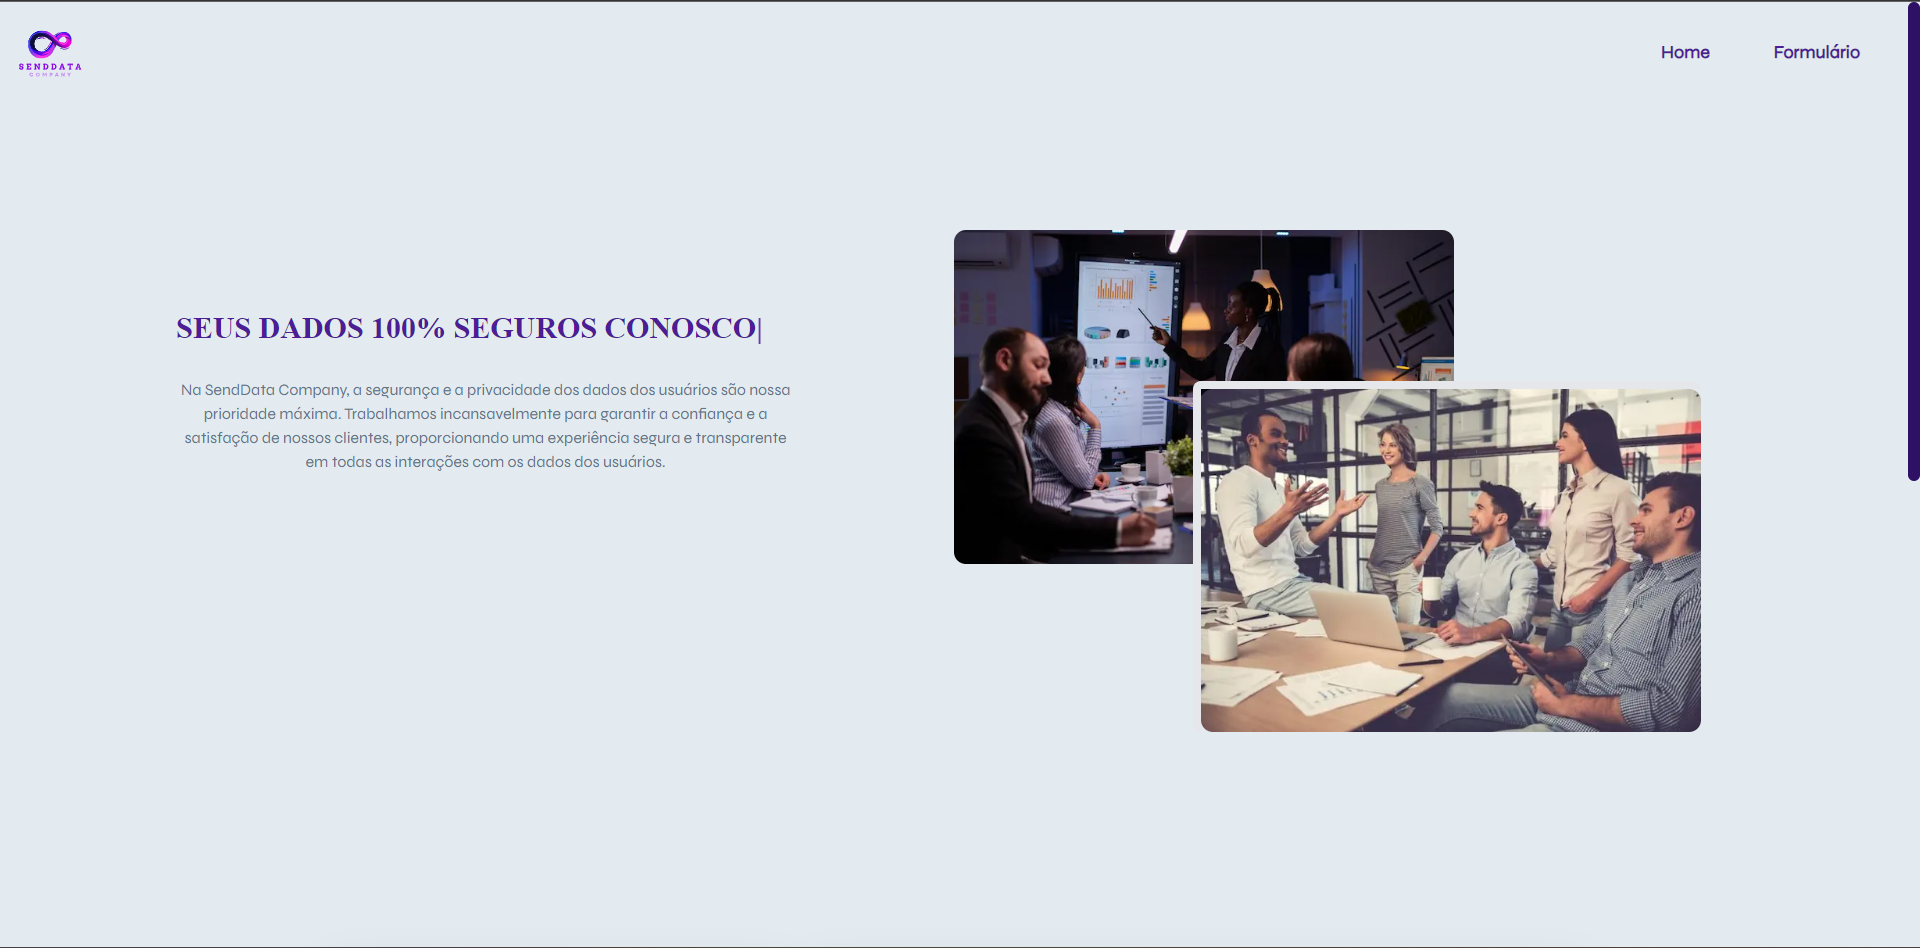 SENDDATA
COMPANY
Home
Formulário
SEUS DADOS 100% SEGUROS CONOSCO|
Na SendData Company, a segurança e a privacidade dos dados dos usuários são nossa
prioridade máxima. Trabalhamos incansavelmente para garantir a confiança e a
satisfação de nossos clientes, proporcionando uma experiência segura e transparente
em todas as interações com os dados dos usuários.